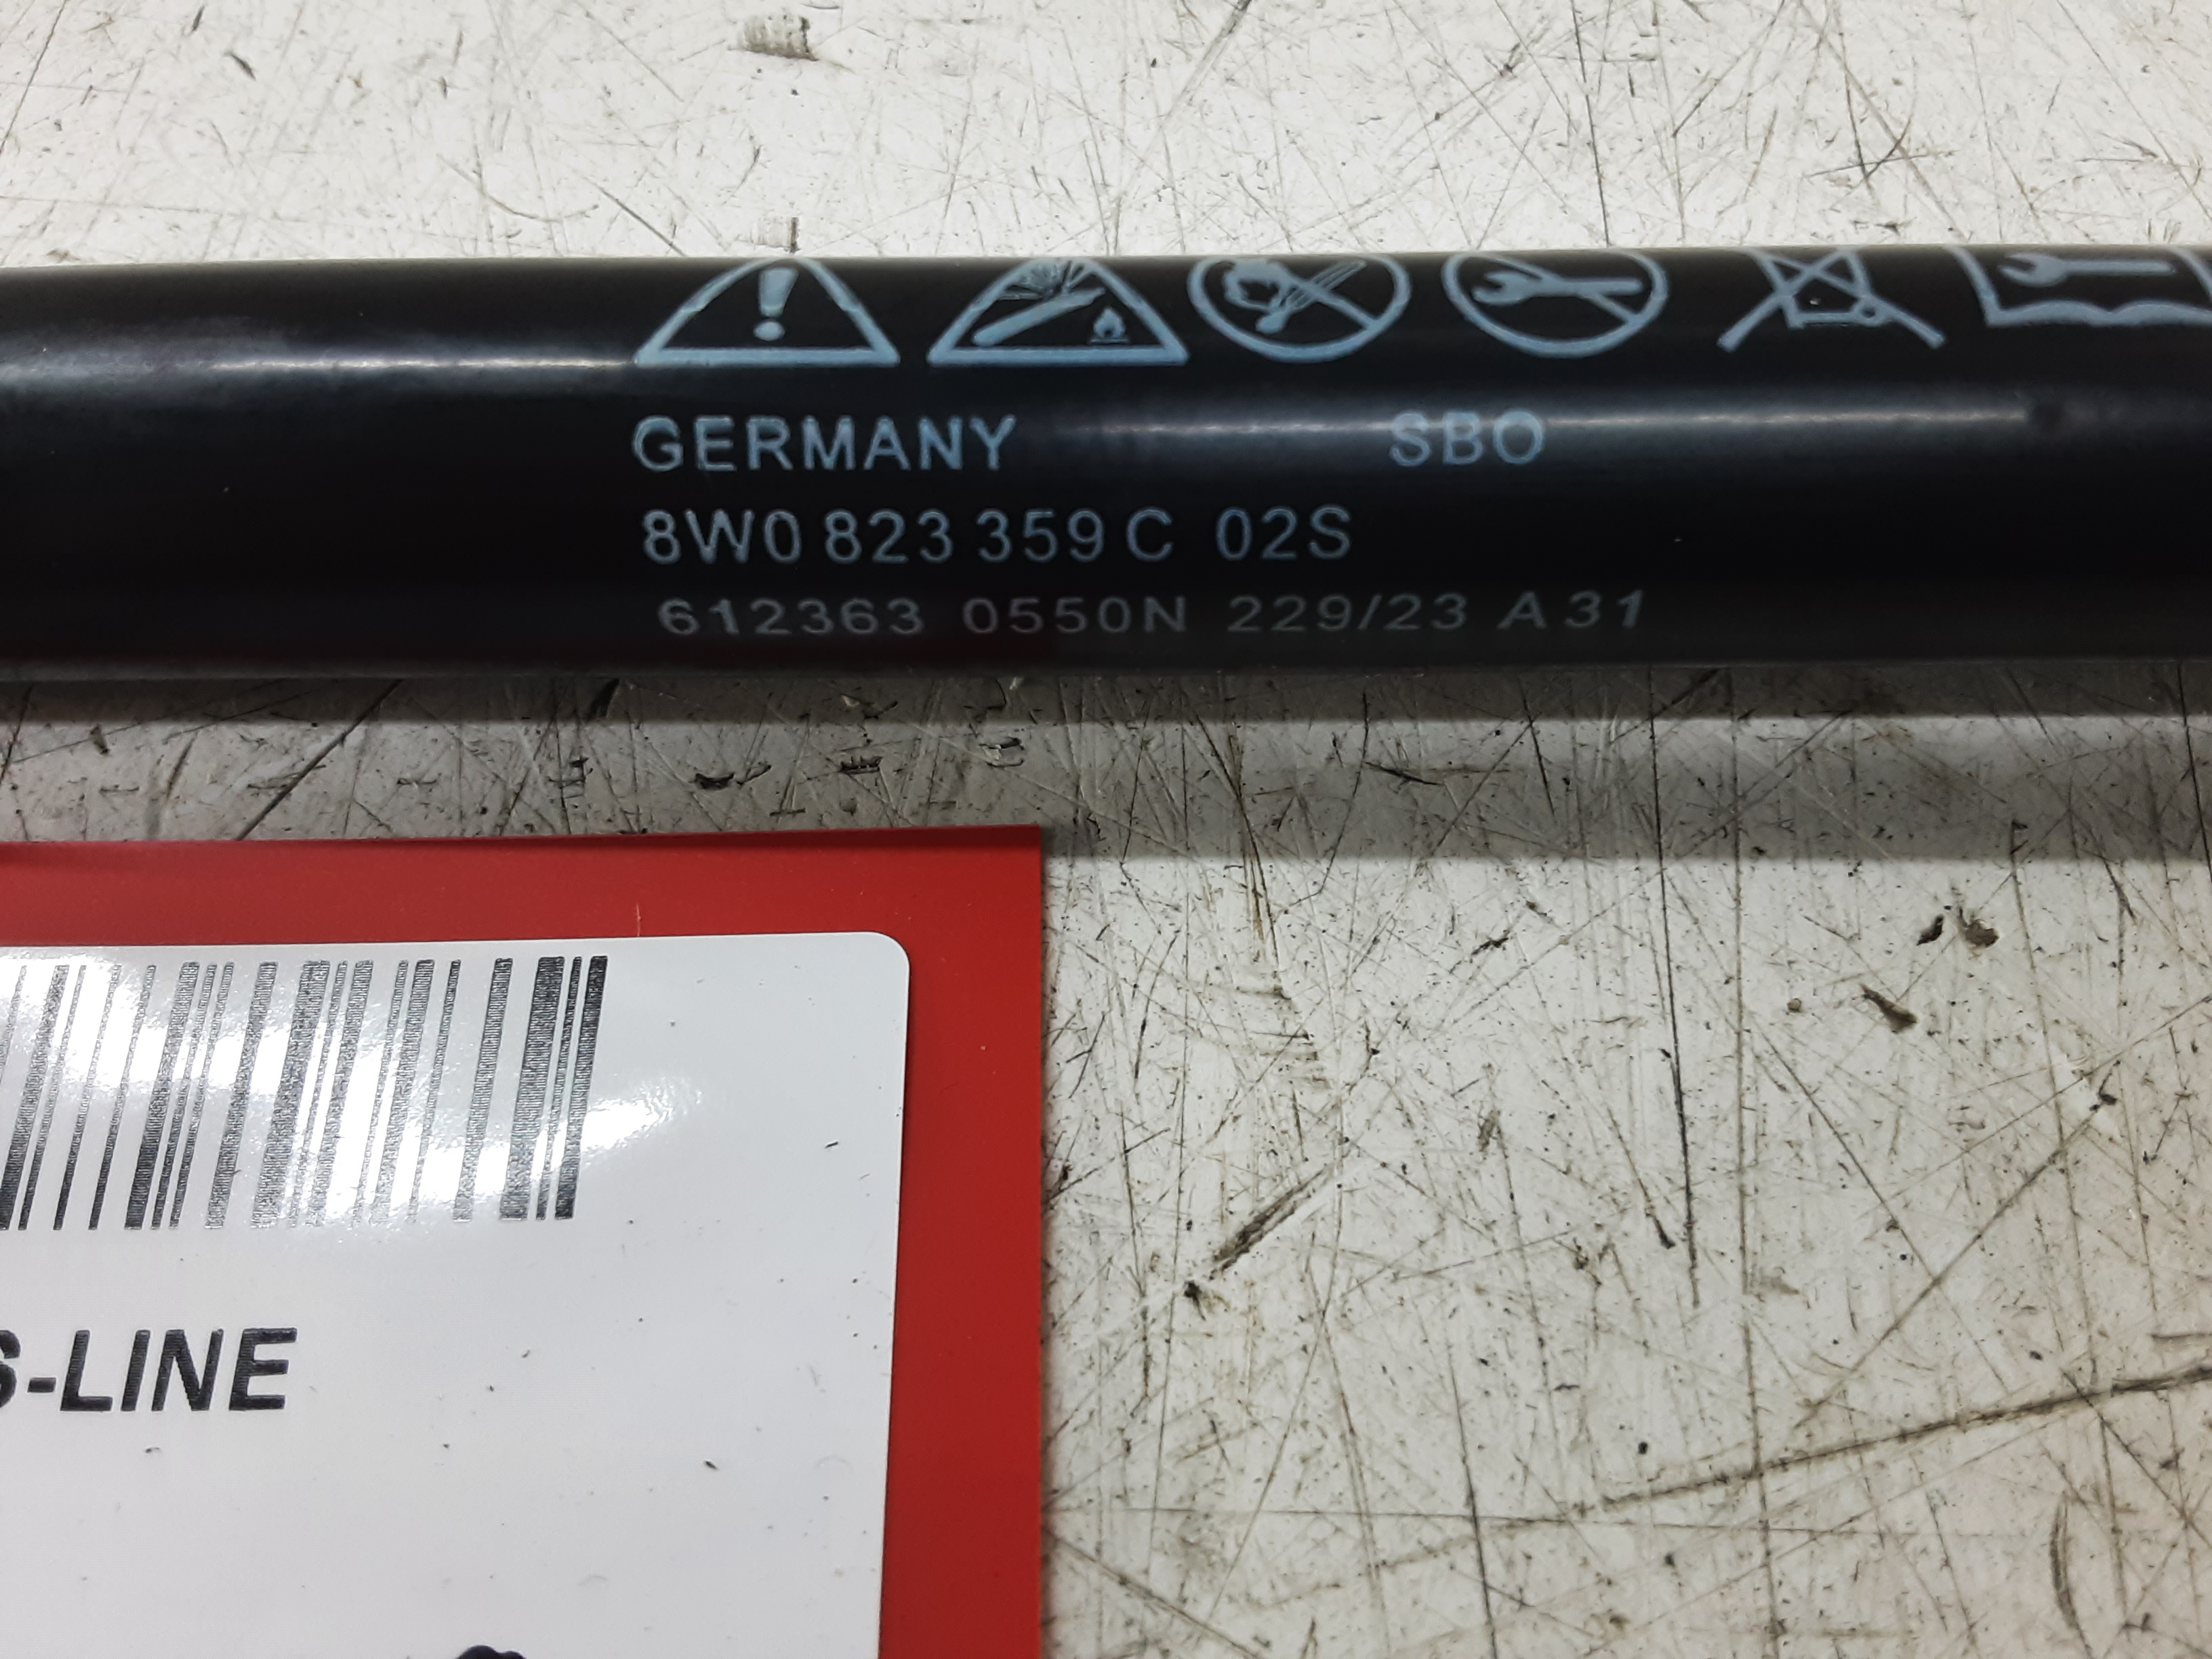 GERMANY SBO
8W0 823 359 C 02S
612363 0550N 229/23 A31
S-LINE